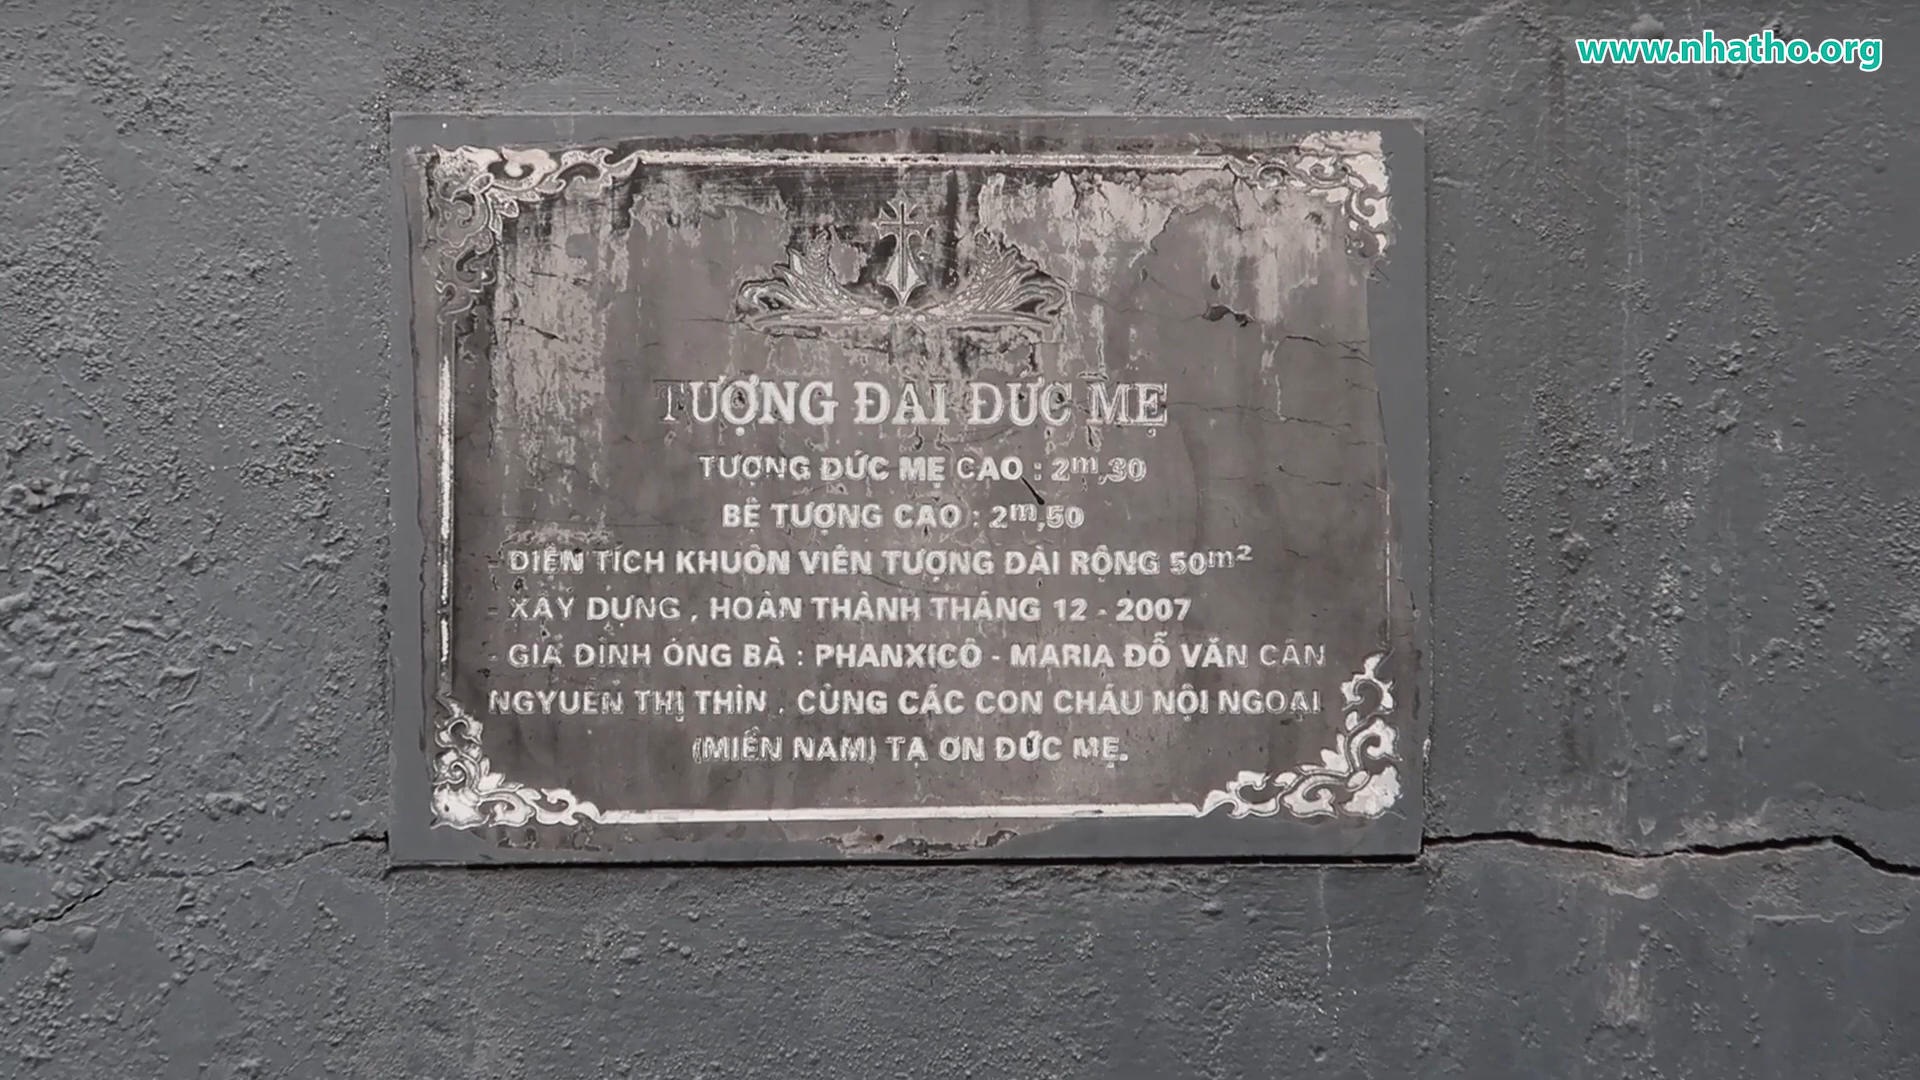 www.nhatho.org
TƯỢNG ĐÀI ĐỨC MẸ
TƯỢNG ĐỨC MẸ CAO : 2m,30
BỆ TƯỢNG CAO : 2m,50
- DIỆN TÍCH KHUÔN VIÊN TƯỢNG ĐÀI RỘNG 50m²
- XÂY DỰNG , HOÀN THÀNH THÁNG 12 - 2007
- GIA ĐÌNH ÔNG BÀ : PHANXICÔ - MARIA ĐỖ VĂN CẦN
NGYUỄN THỊ THÌN , CÙNG CÁC CON CHÁU NỘI NGOẠI
(MIỀN NAM) TẠ ƠN ĐỨC MẸ.